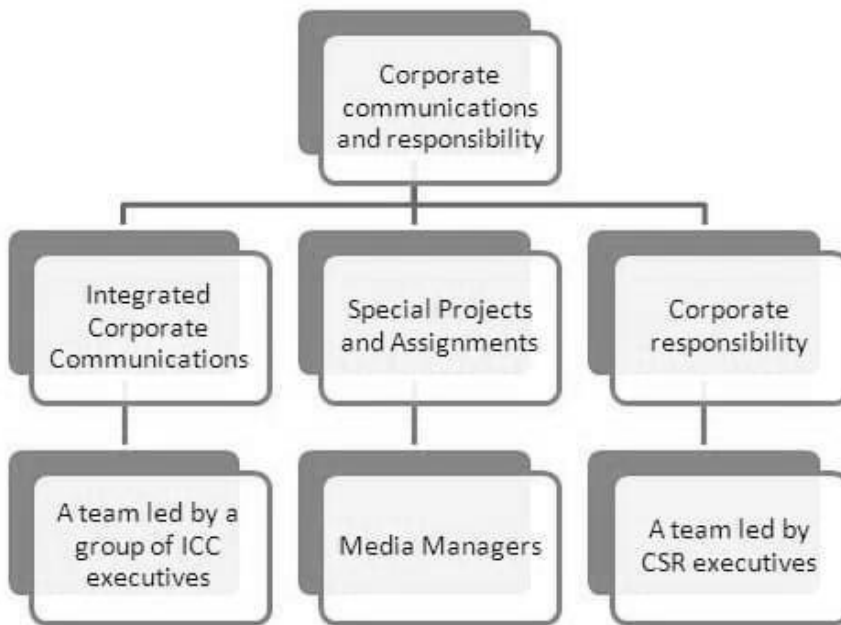 Corporate
communications
and responsibility
Integrated
Corporate
Communications
Special Projects
and Assignments
Corporate
responsibility
A team led by a
group of ICC
executives
Media Managers
A team led by
CSR executives